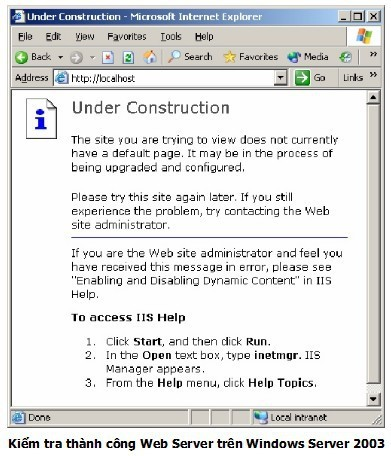 Under Construction - Microsoft Internet Explorer
File Edit View Favorites Tools Help
Back Search Favorites Media »
Address http://localhost Go Links »
Under Construction
The site you are trying to view does not currently
have a default page. It may be in the process of
being upgraded and configured.
Please try this site again later. If you still
experience the problem, try contacting the Web
site administrator.
If you are the Web site administrator and feel you
have received this message in error, please see
"Enabling and Disabling Dynamic Content" in IIS
Help.
To access IIS Help
1. Click Start, and then click Run.
2. In the Open text box, type inetmgr. IIS
Manager appears.
3. From the Help menu, click Help Topics.
Done Local intranet
Kiểm tra thành công Web Server trên Windows Server 2003